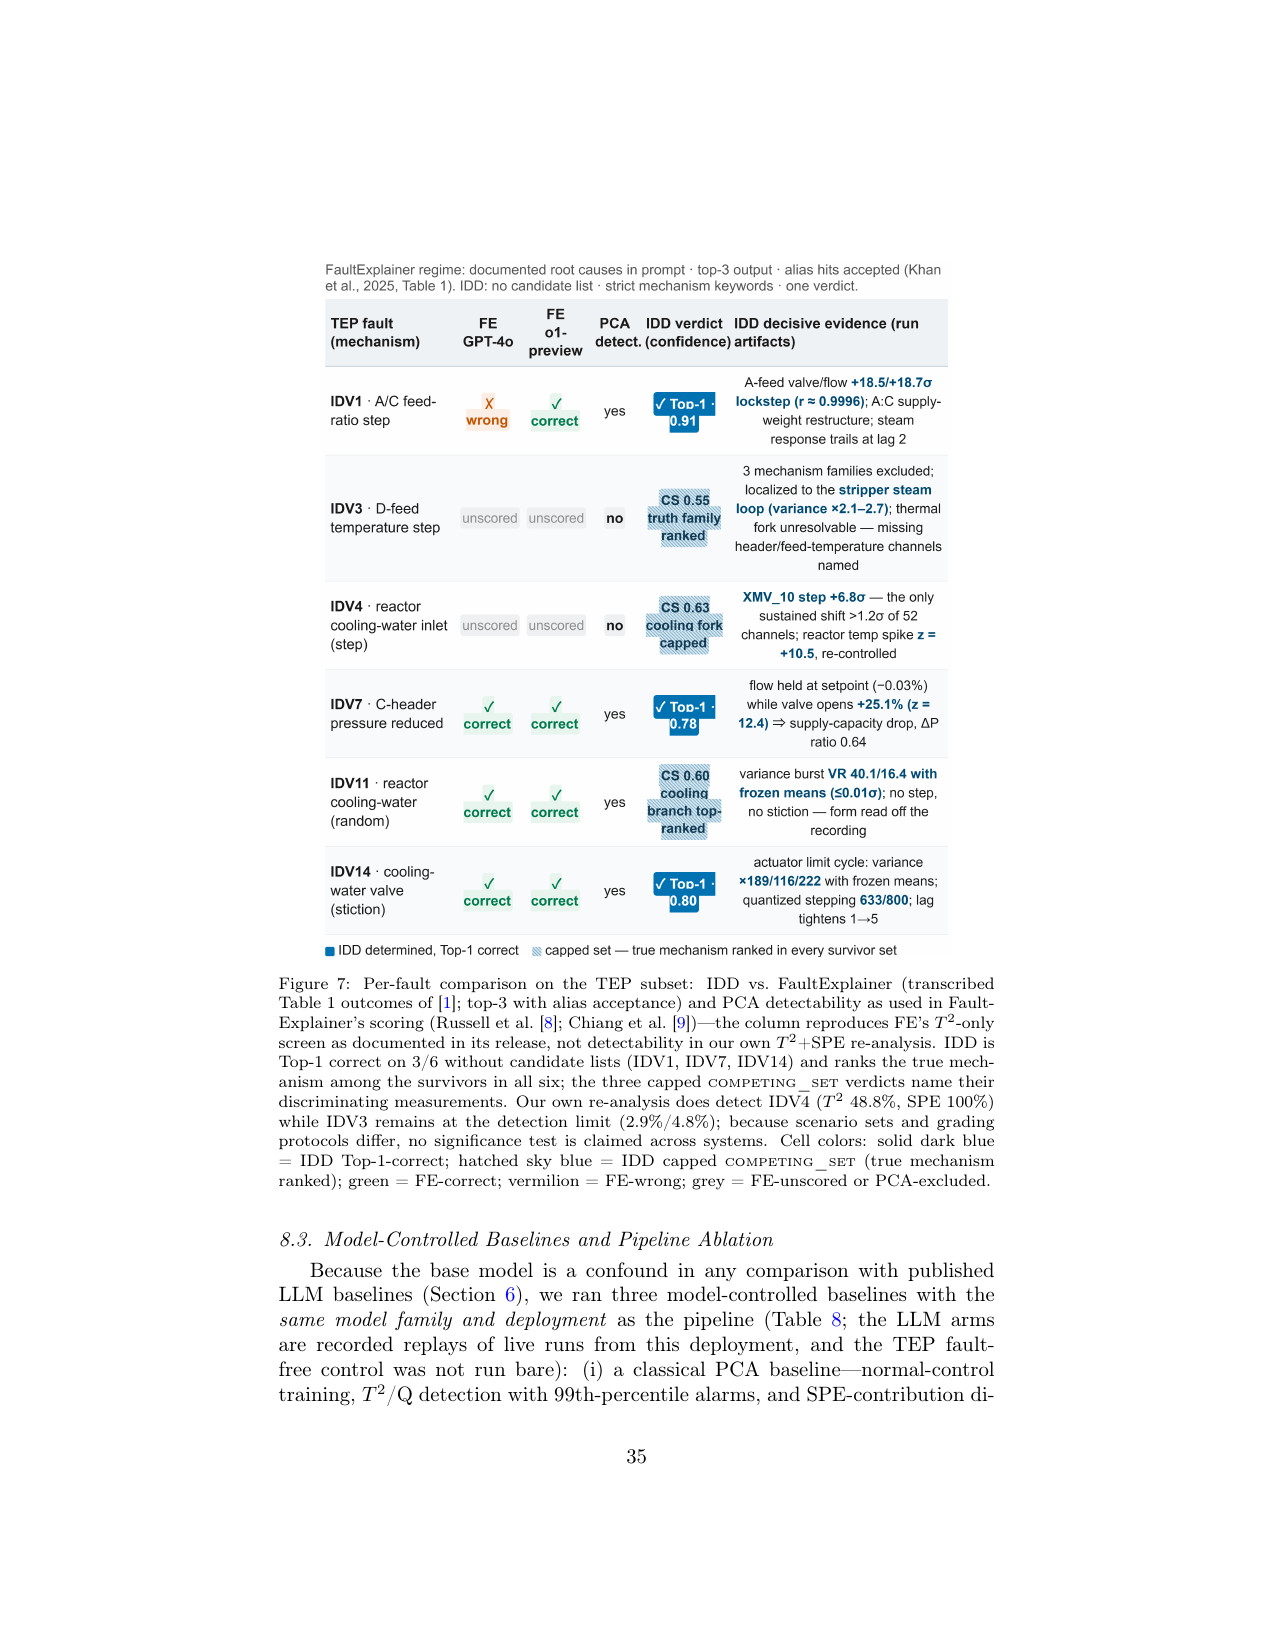 FaultExplainer regime: documented root causes in prompt · top-3 output · alias hits accepted (Khan
et al., 2025, Table 1). IDD: no candidate list · strict mechanism keywords · one verdict.
TEP fault (mechanism) FE GPT-4o FE o1-preview PCA detect. IDD verdict (confidence) IDD decisive evidence (run artifacts)
IDV1 · A/C feed-
ratio step
✗
wrong
✓
correct
yes
✓ Top-1 ·
0.91
A-feed valve/flow +18.5/+18.7σ
lockstep (r ≈ 0.9996); A:C supply-
weight restructure; steam
response trails at lag 2
IDV3 · D-feed
temperature step
unscored
unscored
no
CS 0.55
truth family
ranked
3 mechanism families excluded;
localized to the stripper steam
loop (variance ×2.1–2.7); thermal
fork unresolvable — missing
header/feed-temperature channels
named
IDV4 · reactor
cooling-water inlet
(step)
unscored
unscored
no
CS 0.63
cooling fork
capped
XMV_10 step +6.8σ — the only
sustained shift >1.2σ of 52
channels; reactor temp spike z =
+10.5, re-controlled
IDV7 · C-header
pressure reduced
✓
correct
✓
correct
yes
✓ Top-1 ·
0.78
flow held at setpoint (−0.03%)
while valve opens +25.1% (z =
12.4) ⇒ supply-capacity drop, ΔP
ratio 0.64
IDV11 · reactor
cooling-water
(random)
✓
correct
✓
correct
yes
CS 0.60
cooling
branch top-
ranked
variance burst VR 40.1/16.4 with
frozen means (≤0.01σ); no step,
no stiction — form read off the
recording
IDV14 · cooling-
water valve
(stiction)
✓
correct
✓
correct
yes
✓ Top-1 ·
0.80
actuator limit cycle: variance
×189/116/222 with frozen means;
quantized stepping 633/800; lag
tightens 1→5
IDD determined, Top-1 correct capped set — true mechanism ranked in every survivor set
Figure 7: Per-fault comparison on the TEP subset: IDD vs. FaultExplainer (transcribed
Table 1 outcomes of [1]; top-3 with alias acceptance) and PCA detectability as used in Fault-
Explainer's scoring (Russell et al. [8]; Chiang et al. [9])—the column reproduces FE's T²-only
screen as documented in its release, not detectability in our own T²+SPE re-analysis. IDD is
Top-1 correct on 3/6 without candidate lists (IDV1, IDV7, IDV14) and ranks the true mech-
anism among the survivors in all six; the three capped COMPETING_SET verdicts name their
discriminating measurements. Our own re-analysis does detect IDV4 (T² 48.8%, SPE 100%)
while IDV3 remains at the detection limit (2.9%/4.8%); because scenario sets and grading
protocols differ, no significance test is claimed across systems. Cell colors: solid dark blue
= IDD Top-1-correct; hatched sky blue = IDD capped COMPETING_SET (true mechanism
ranked); green = FE-correct; vermilion = FE-wrong; grey = FE-unscored or PCA-excluded.
8.3. Model-Controlled Baselines and Pipeline Ablation
Because the base model is a confound in any comparison with published
LLM baselines (Section 6), we ran three model-controlled baselines with the
same model family and deployment as the pipeline (Table 8; the LLM arms
are recorded replays of live runs from this deployment, and the TEP fault-
free control was not run bare): (i) a classical PCA baseline—normal-control
training, T²/Q detection with 99th-percentile alarms, and SPE-contribution di-
35